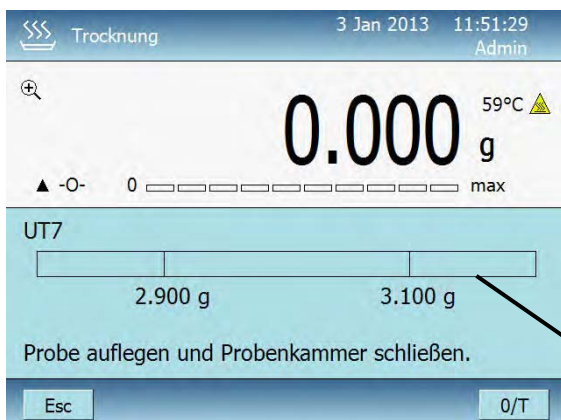 Trocknung
3 Jan 2013 11:51:29
Admin
0.000 g
59°C
-0- 0 max
UT7
2.900 g 3.100 g
Probe auflegen und Probenkammer schließen.
Esc 0/T